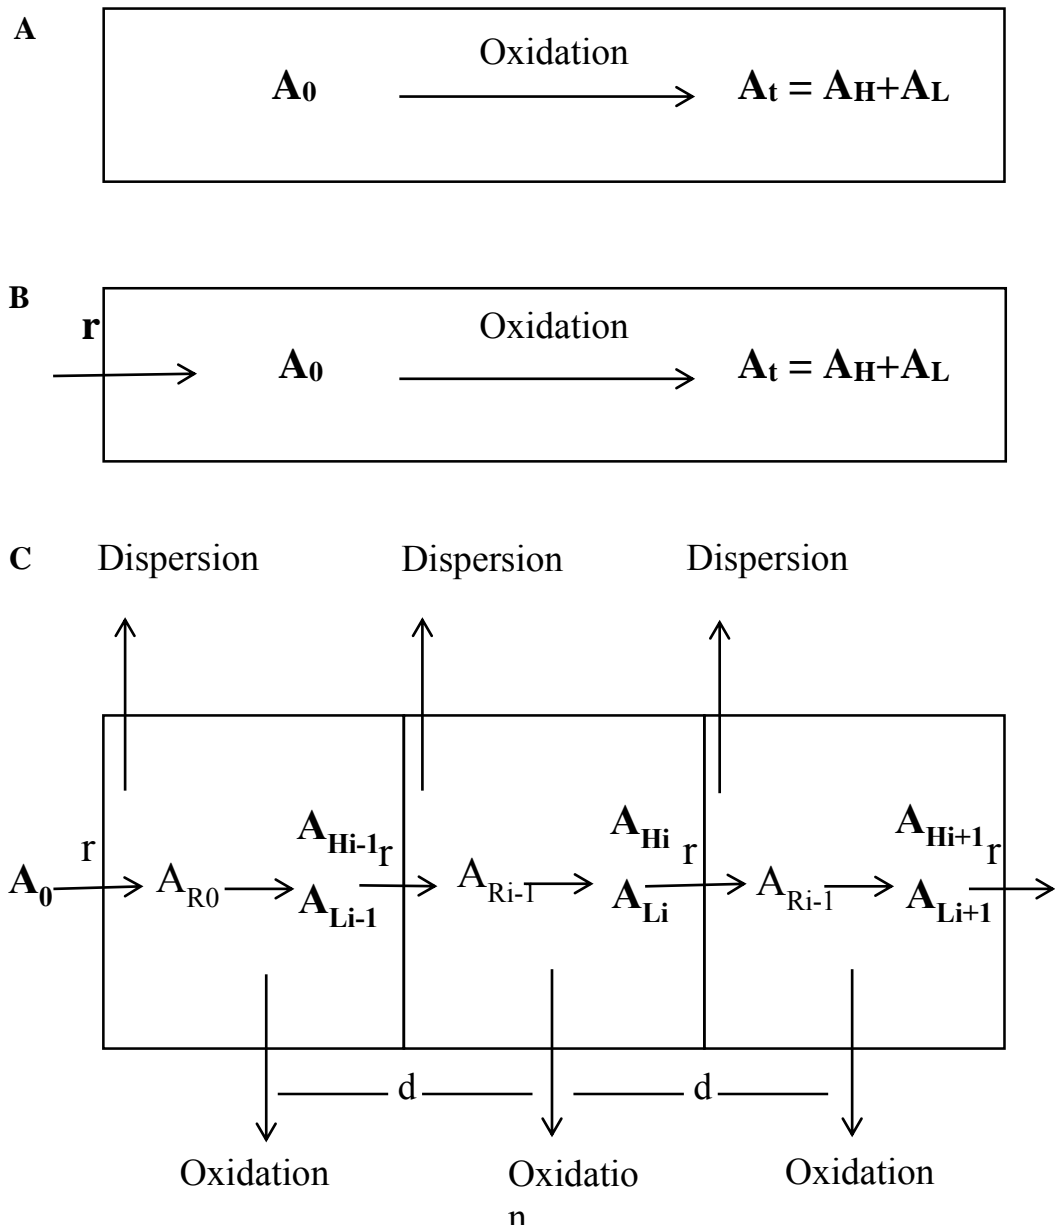 A
Oxidation
A0 At = AH+AL
B
r
Oxidation
A0 At = AH+AL
C
Dispersion Dispersion Dispersion
AHi-1 AHi AHi+1
r r r r
A0 AR0 ALi-1 ARi-1 ALi ARi-1 ALi+1
d d
Oxidation Oxidatio Oxidation
n